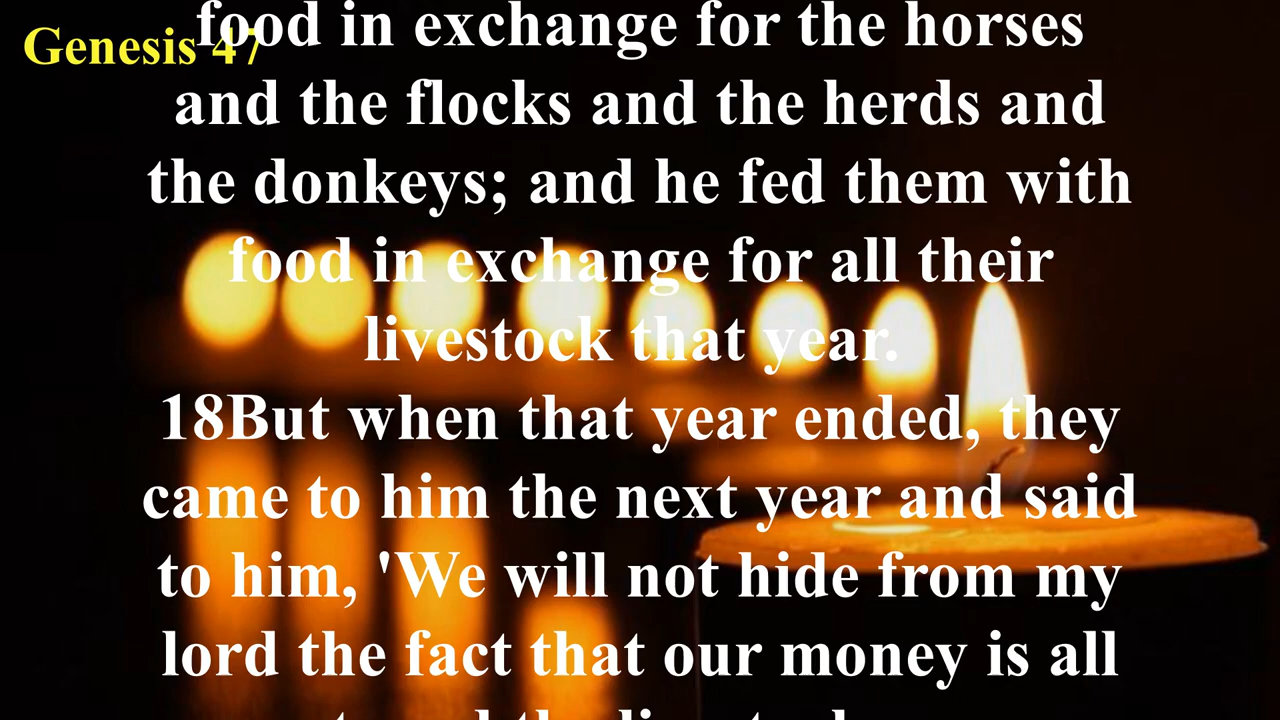 Genesis 47
food in exchange for the horses
and the flocks and the herds and
the donkeys; and he fed them with
food in exchange for all their
livestock that year.
18But when that year ended, they
came to him the next year and said
to him, 'We will not hide from my
lord the fact that our money is all